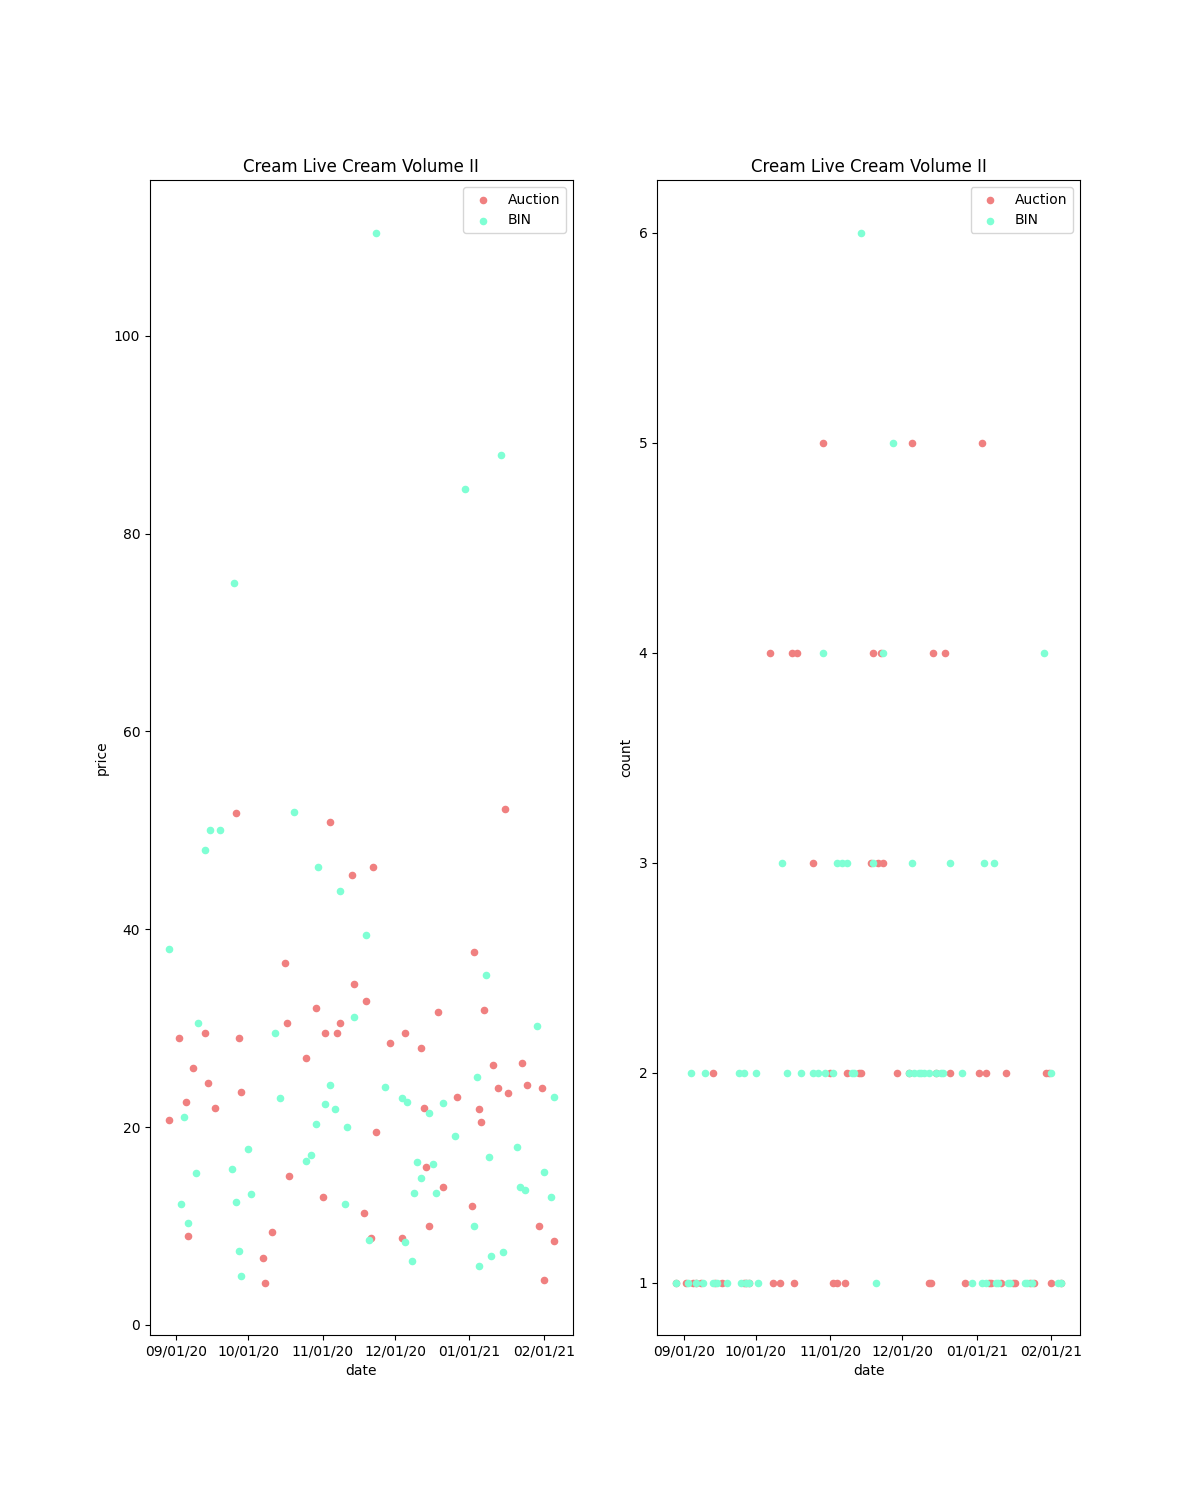 Cream Live Cream Volume II
Auction
BIN
price
100
80
60
40
20
0
09/01/20 10/01/20 11/01/20 12/01/20 01/01/21 02/01/21
date
Cream Live Cream Volume II
Auction
BIN
count
6
5
4
3
2
1
09/01/20 10/01/20 11/01/20 12/01/20 01/01/21 02/01/21
date